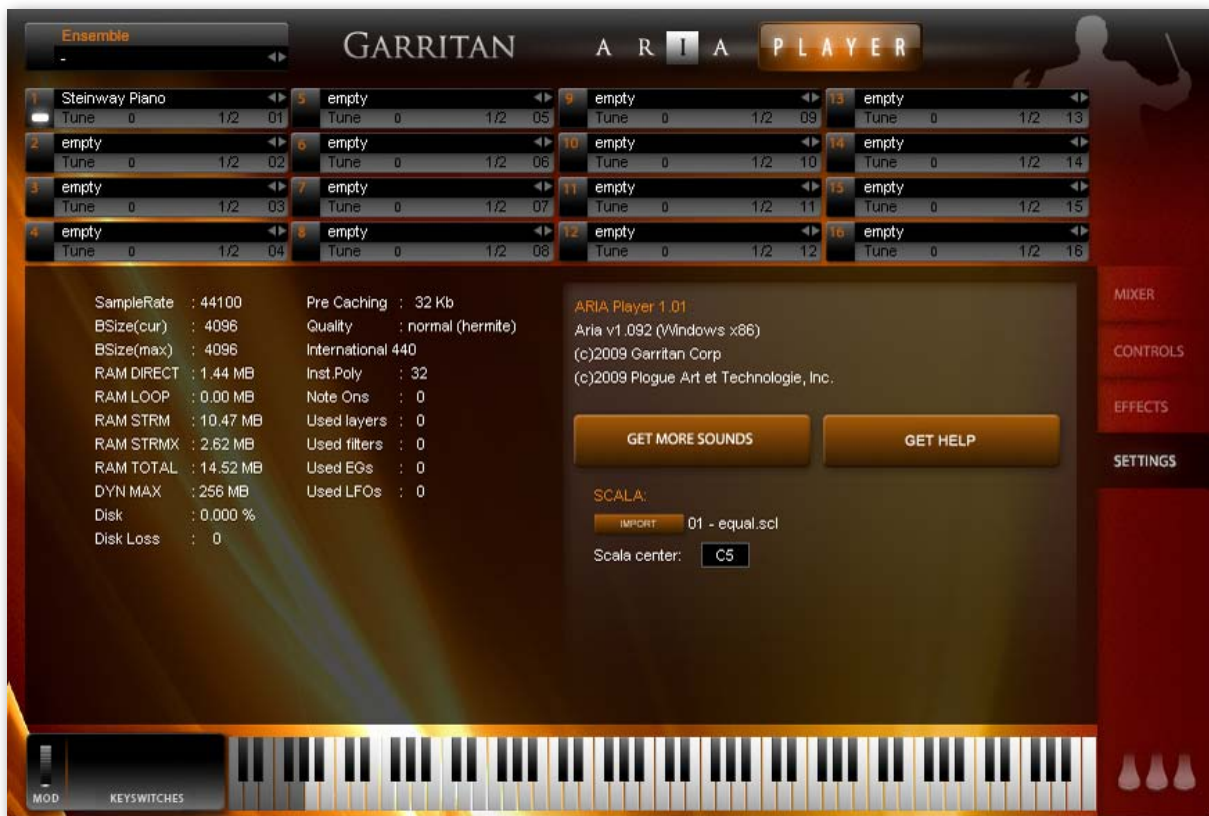 Ensemble
-
GARRITAN ARIA PLAYER
1 Steinway Piano
Tune 0 1/2 01
2 empty
Tune 0 1/2 02
3 empty
Tune 0 1/2 03
4 empty
Tune 0 1/2 04
5 empty
Tune 0 1/2 05
6 empty
Tune 0 1/2 06
7 empty
Tune 0 1/2 07
8 empty
Tune 0 1/2 08
9 empty
Tune 0 1/2 09
10 empty
Tune 0 1/2 10
11 empty
Tune 0 1/2 11
12 empty
Tune 0 1/2 12
13 empty
Tune 0 1/2 13
14 empty
Tune 0 1/2 14
15 empty
Tune 0 1/2 15
16 empty
Tune 0 1/2 16
SampleRate : 44100
BSize(cur) : 4096
BSize(max) : 4096
RAM DIRECT : 1.44 MB
RAM LOOP : 0.00 MB
RAM STRM : 10.47 MB
RAM STRMX : 2.62 MB
RAM TOTAL : 14.52 MB
DYN MAX : 256 MB
Disk : 0.000 %
Disk Loss : 0
Pre Caching : 32 Kb
Quality : normal (hermite)
International 440
Inst.Poly : 32
Note Ons : 0
Used layers : 0
Used filters : 0
Used EGs : 0
Used LFOs : 0
ARIA Player 1.01
Aria v1.092 (Windows x86)
(c)2009 Garritan Corp
(c)2009 Plogue Art et Technologie, Inc.
GET MORE SOUNDS
GET HELP
SCALA:
IMPORT 01 - equal.scl
Scala center: C5
MIXER
CONTROLS
EFFECTS
SETTINGS
MOD KEYSWITCHES